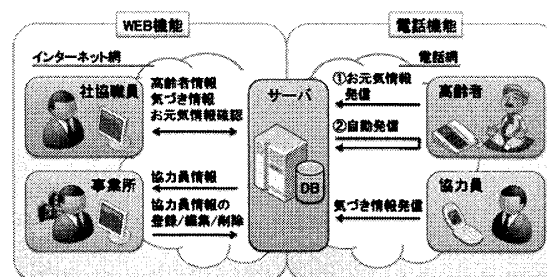 WEB機能
電話機能
インターネット網
電話網
社協職員
高齢者情報
気づき情報
お元気情報確認
サーバ
①お元気情報
発信
高齢者
②自動発信
事業所
協力員情報
協力員情報の
登録/編集/削除
DB
気づき情報発信
協力員